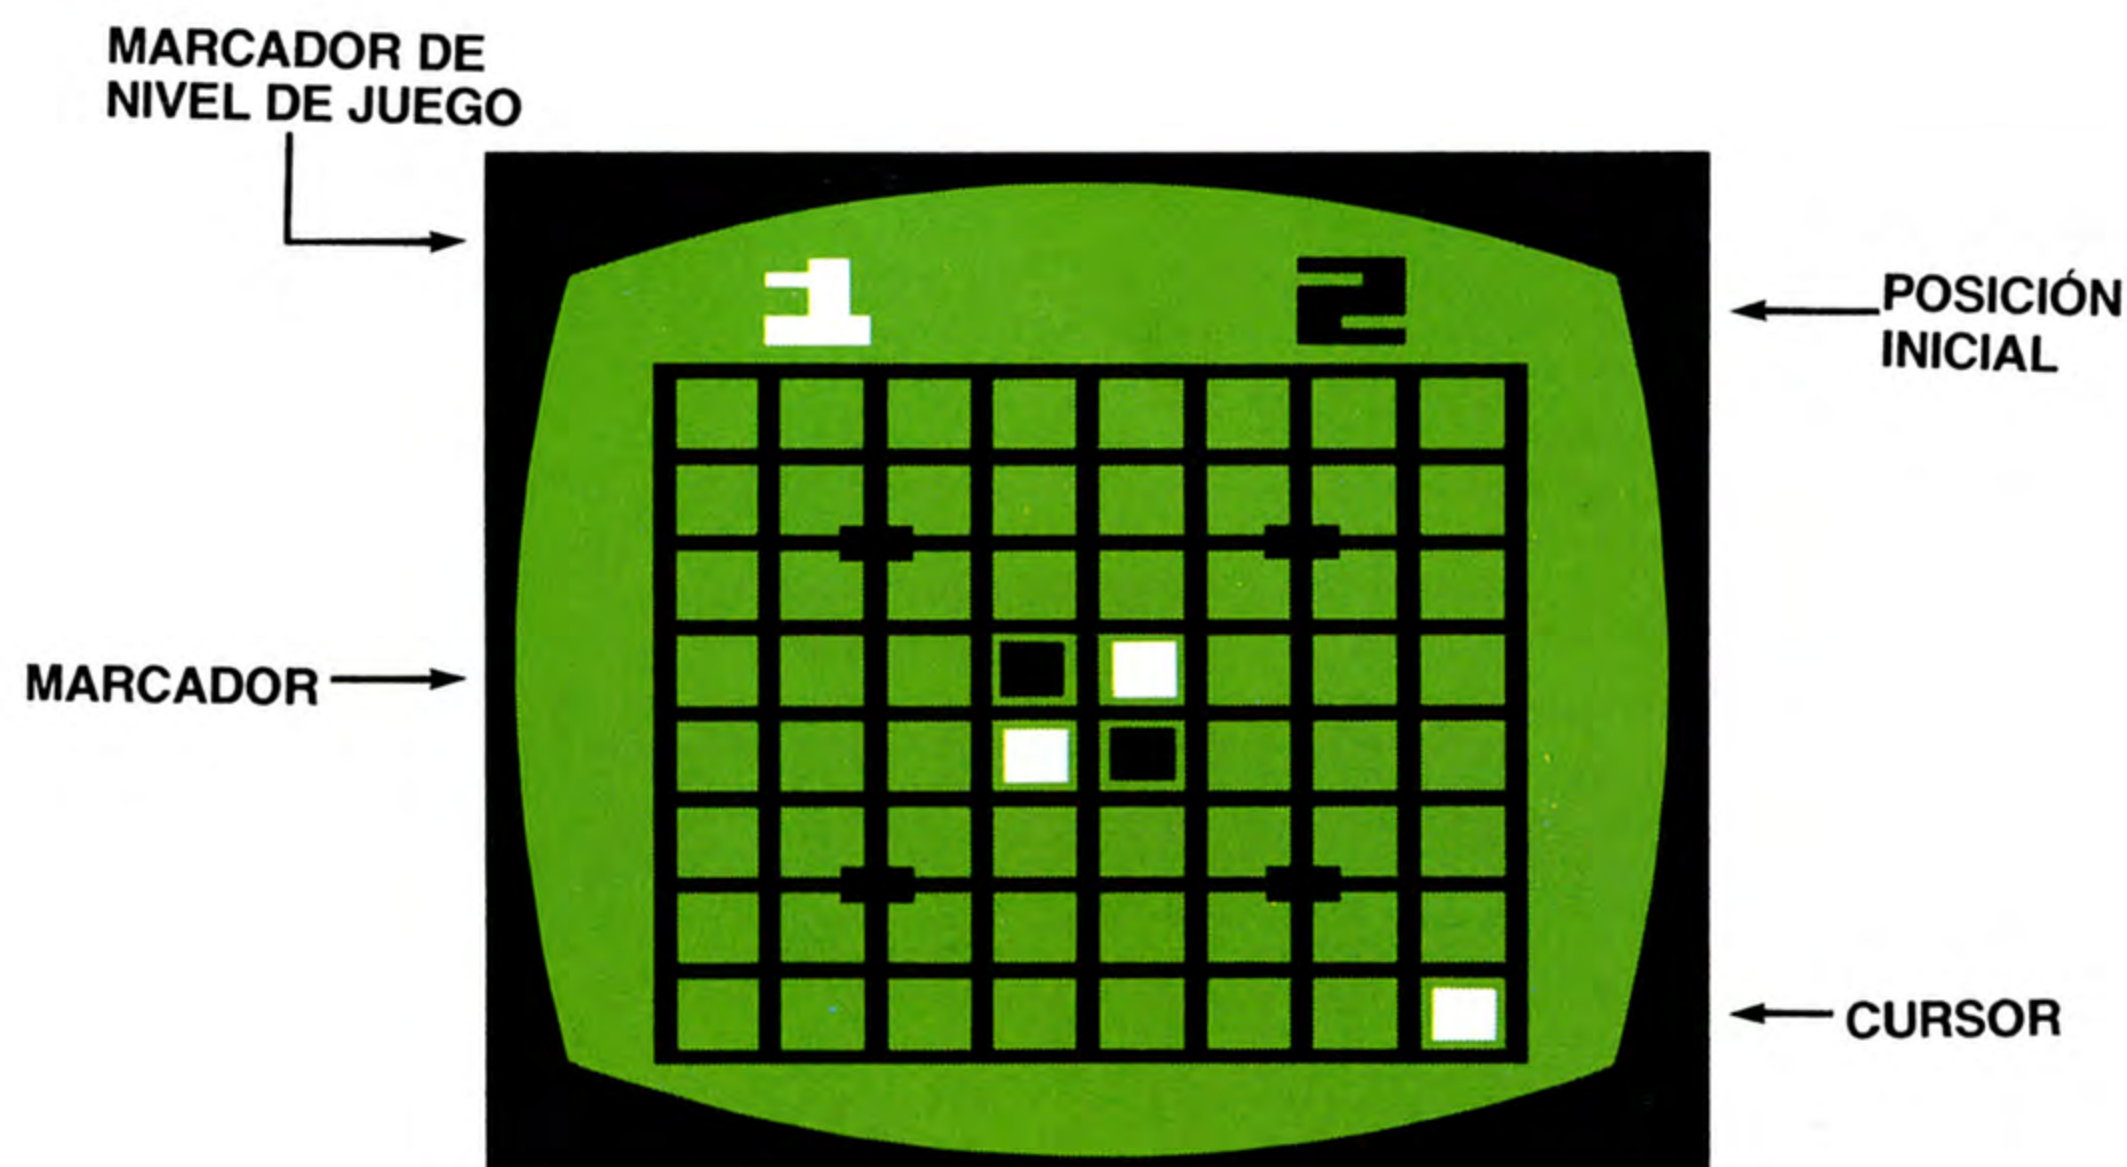 MARCADOR DE
NIVEL DE JUEGO
1 2
POSICIÓN
INICIAL
MARCADOR
CURSOR